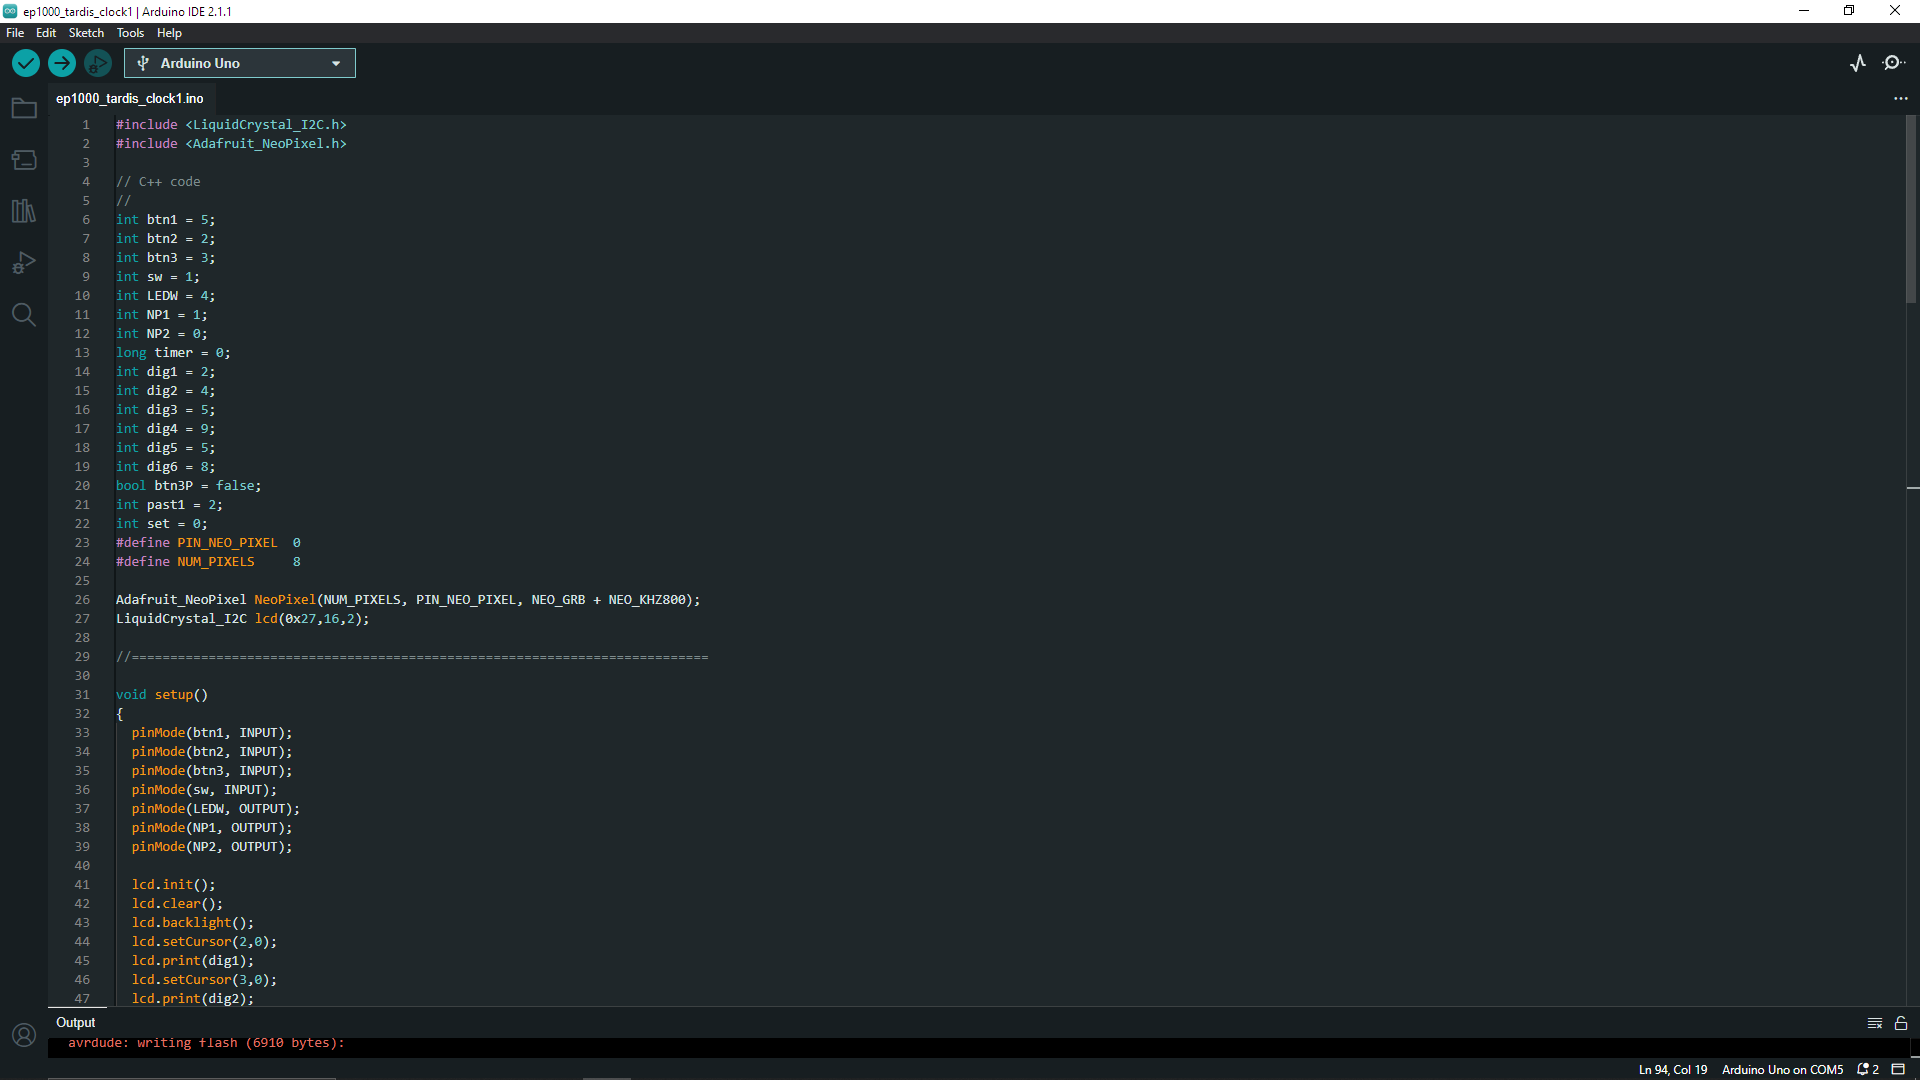 ep1000_tardis_clock1 | Arduino IDE 2.1.1
File Edit Sketch Tools Help
Arduino Uno
ep1000_tardis_clock1.ino
1 #include <LiquidCrystal_I2C.h>
2 #include <Adafruit_NeoPixel.h>
3
4 // C++ code
5 //
6 int btn1 = 5;
7 int btn2 = 2;
8 int btn3 = 3;
9 int sw = 1;
10 int LEDW = 4;
11 int NP1 = 1;
12 int NP2 = 0;
13 long timer = 0;
14 int dig1 = 2;
15 int dig2 = 4;
16 int dig3 = 5;
17 int dig4 = 9;
18 int dig5 = 5;
19 int dig6 = 8;
20 bool btn3P = false;
21 int past1 = 2;
22 int set = 0;
23 #define PIN_NEO_PIXEL  0
24 #define NUM_PIXELS     8
25
26 Adafruit_NeoPixel NeoPixel(NUM_PIXELS, PIN_NEO_PIXEL, NEO_GRB + NEO_KHZ800);
27 LiquidCrystal_I2C lcd(0x27,16,2);
28
29 //===========================================================================
30
31 void setup()
32 {
33   pinMode(btn1, INPUT);
34   pinMode(btn2, INPUT);
35   pinMode(btn3, INPUT);
36   pinMode(sw, INPUT);
37   pinMode(LEDW, OUTPUT);
38   pinMode(NP1, OUTPUT);
39   pinMode(NP2, OUTPUT);
40
41   lcd.init();
42   lcd.clear();
43   lcd.backlight();
44   lcd.setCursor(2,0);
45   lcd.print(dig1);
46   lcd.setCursor(3,0);
47   lcd.print(dig2);
Output
avrdude: writing flash (6910 bytes):
Ln 94, Col 19 Arduino Uno on COM5 2